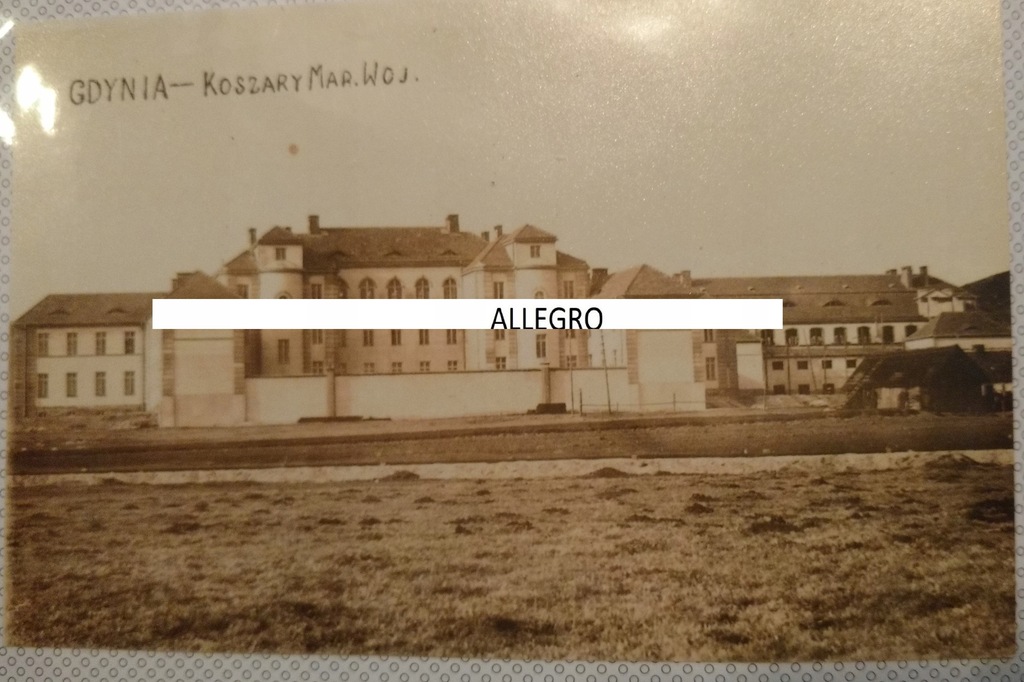 GDYNIA — KOSZARY MAR. WOJ.
ALLEGRO